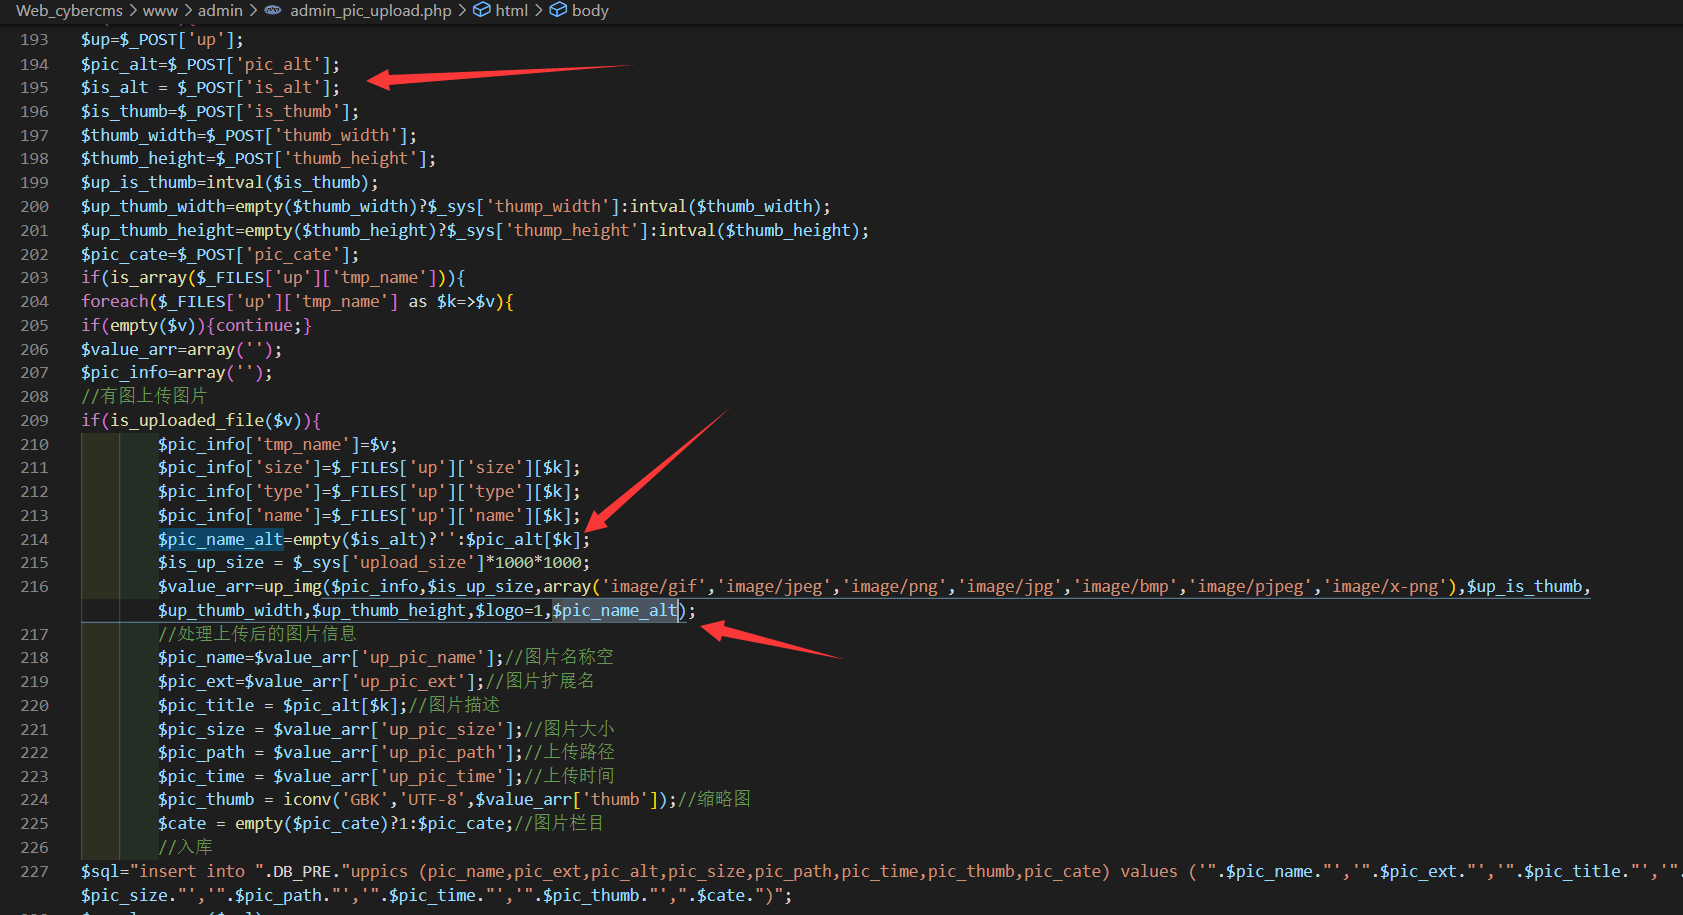 Web_cybercms > www > admin > admin_pic_upload.php > html > body
193 $up=$_POST['up'];
194 $pic_alt=$_POST['pic_alt'];
195 $is_alt = $_POST['is_alt'];
196 $is_thumb=$_POST['is_thumb'];
197 $thumb_width=$_POST['thumb_width'];
198 $thumb_height=$_POST['thumb_height'];
199 $up_is_thumb=intval($is_thumb);
200 $up_thumb_width=empty($thumb_width)?$_sys['thump_width']:intval($thumb_width);
201 $up_thumb_height=empty($thumb_height)?$_sys['thump_height']:intval($thumb_height);
202 $pic_cate=$_POST['pic_cate'];
203 if(is_array($_FILES['up']['tmp_name'])){
204 foreach($_FILES['up']['tmp_name'] as $k=>$v){
205 if(empty($v)){continue;}
206 $value_arr=array('');
207 $pic_info=array('');
208 //有图上传图片
209 if(is_uploaded_file($v)){
210 $pic_info['tmp_name']=$v;
211 $pic_info['size']=$_FILES['up']['size'][$k];
212 $pic_info['type']=$_FILES['up']['type'][$k];
213 $pic_info['name']=$_FILES['up']['name'][$k];
214 $pic_name_alt=empty($is_alt)?'':$pic_alt[$k];
215 $is_up_size = $_sys['upload_size']*1000*1000;
216 $value_arr=up_img($pic_info,$is_up_size,array('image/gif','image/jpeg','image/png','image/jpg','image/bmp','image/pjpeg','image/x-png'),$up_is_thumb,
$up_thumb_width,$up_thumb_height,$logo=1,$pic_name_alt);
217 //处理上传后的图片信息
218 $pic_name=$value_arr['up_pic_name'];//图片名称空
219 $pic_ext=$value_arr['up_pic_ext'];//图片扩展名
220 $pic_title = $pic_alt[$k];//图片描述
221 $pic_size = $value_arr['up_pic_size'];//图片大小
222 $pic_path = $value_arr['up_pic_path'];//上传路径
223 $pic_time = $value_arr['up_pic_time'];//上传时间
224 $pic_thumb = iconv('GBK','UTF-8',$value_arr['thumb']);//缩略图
225 $cate = empty($pic_cate)?1:$pic_cate;//图片栏目
226 //入库
227 $sql="insert into ".DB_PRE."uppics (pic_name,pic_ext,pic_alt,pic_size,pic_path,pic_time,pic_thumb,pic_cate) values ('".$pic_name."','".$pic_ext."','".$pic_title."','".
$pic_size."','".$pic_path."','".$pic_time."','".$pic_thumb."',".$cate.")";